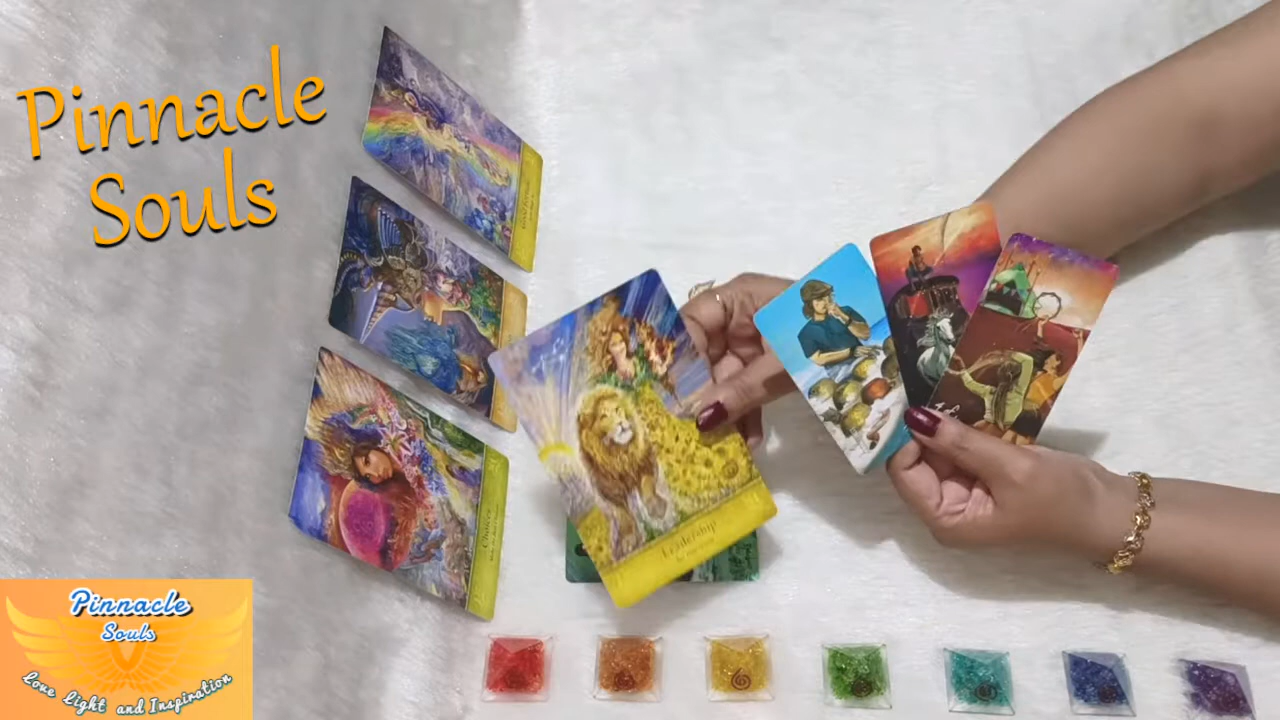 Pinnacle
Souls
Leadership
Choices
Pinnacle
Souls
Love Light and Inspiration